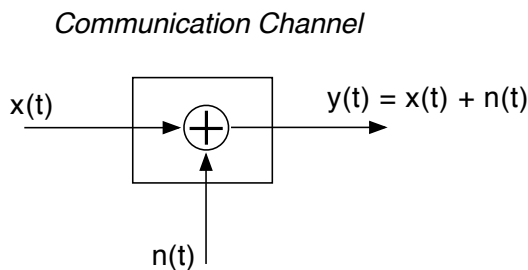 Communication Channel
x(t)
y(t) = x(t) + n(t)
n(t)